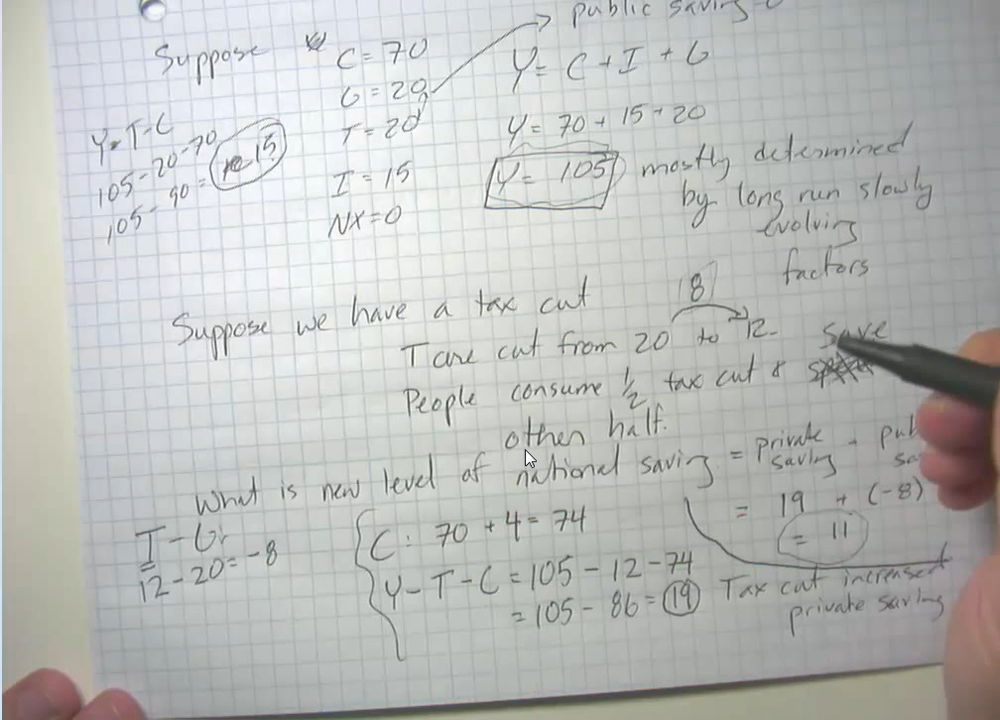 public saving = 0
Suppose C = 70
G = 20
T = 20
I = 15
NX = 0
Y = C + I + G
Y = 70 + 15 + 20
Y = 105 mostly determined
by long run slowly
evolving
factors
Y - T - C
105 - 20 - 70
105 - 90 = 15
Suppose we have a tax cut
8
T are cut from 20 to 12. save
People consume 1/2 tax cut &
other half.
What is new level of national saving = private saving + pub
= 19 + (-8)
= 11
T - G
12 - 20 = -8
C: 70 + 4 = 74
Y - T - C = 105 - 12 - 74
= 105 - 86 = 19
Tax cut increased
private saving